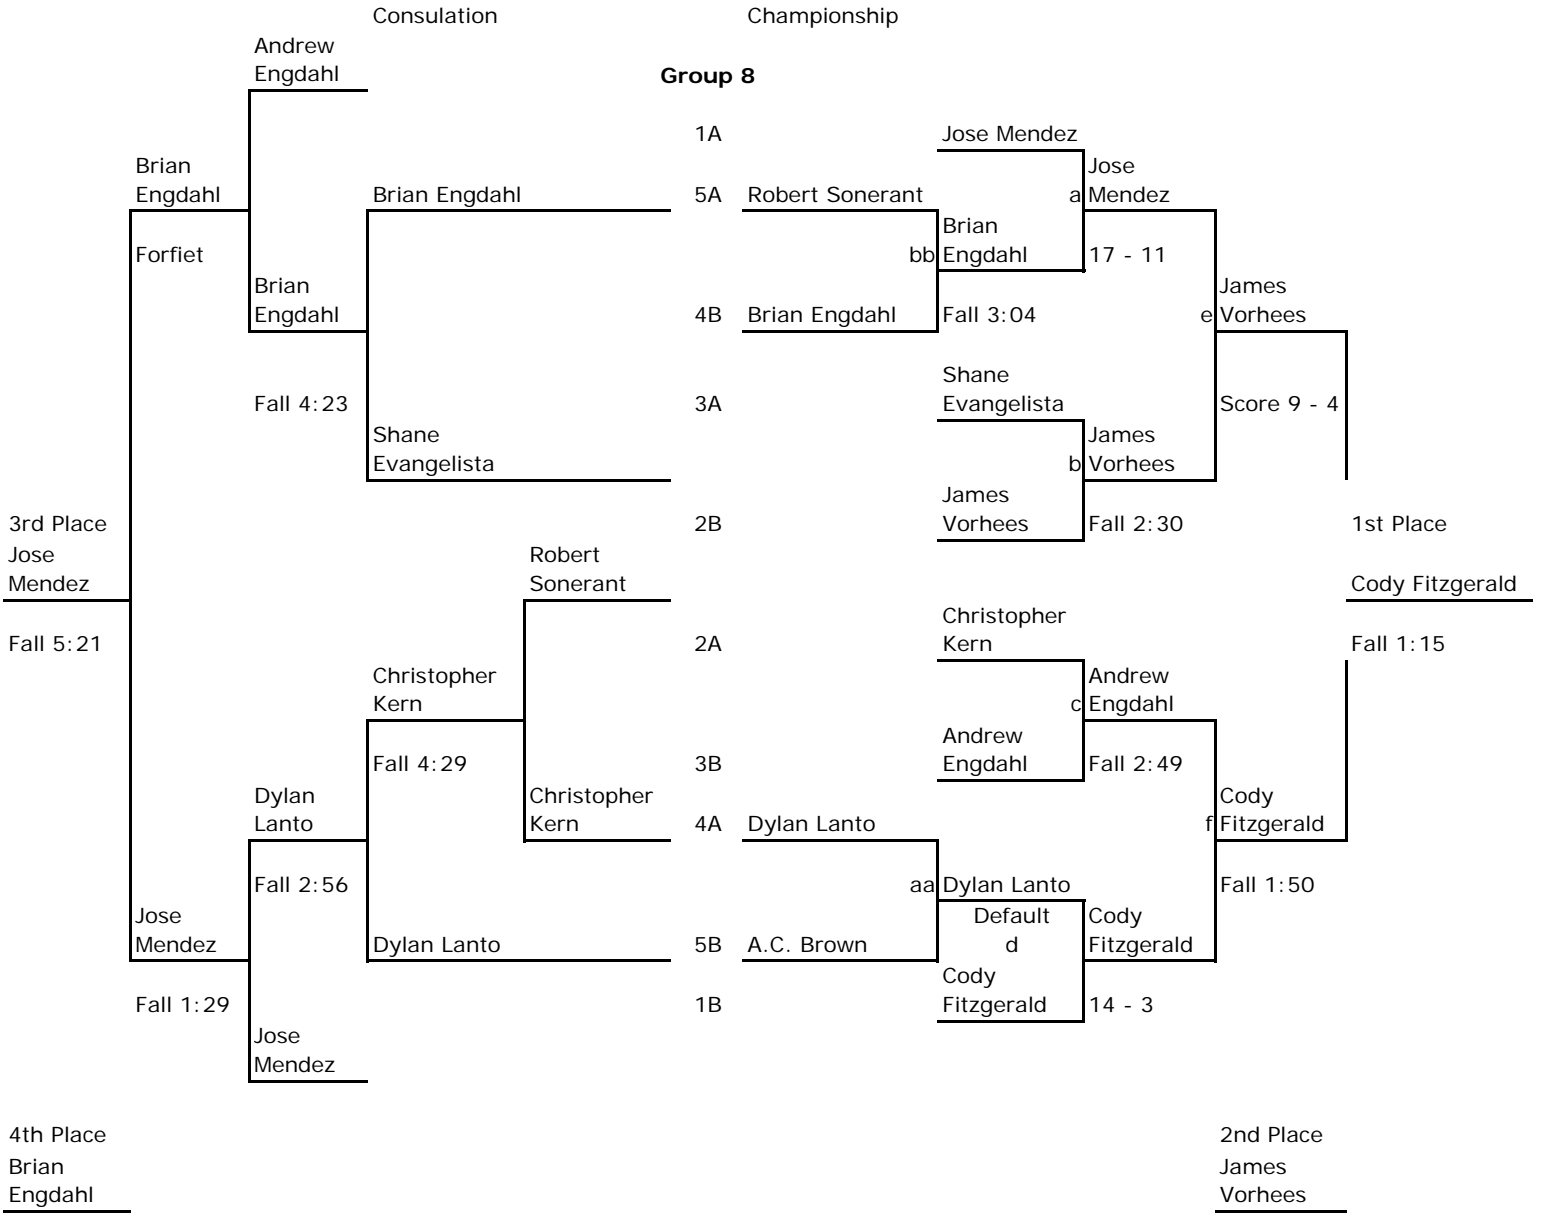 Consulation Championship
Andrew
Engdahl
Group 8
1A Jose Mendez
Brian Jose
Engdahl Brian Engdahl 5A Robert Sonerant a Mendez
Brian
Forfiet bb Engdahl 17 - 11
Brian James
Engdahl 4B Brian Engdahl Fall 3:04 e Vorhees
Shane
Fall 4:23 3A Evangelista Score 9 - 4
Shane James
Evangelista b Vorhees
James
3rd Place 2B Vorhees Fall 2:30 1st Place
Jose Robert
Mendez Sonerant Cody Fitzgerald
Christopher
Fall 5:21 2A Kern Fall 1:15
Christopher Andrew
Kern c Engdahl
Andrew
Fall 4:29 3B Engdahl Fall 2:49
Dylan Christopher Cody
Lanto Kern 4A Dylan Lanto f Fitzgerald
Fall 2:56 aa Dylan Lanto Fall 1:50
Jose Default Cody
Mendez Dylan Lanto 5B A.C. Brown d Fitzgerald
Cody
Fall 1:29 1B Fitzgerald 14 - 3
Jose
Mendez
4th Place 2nd Place
Brian James
Engdahl Vorhees